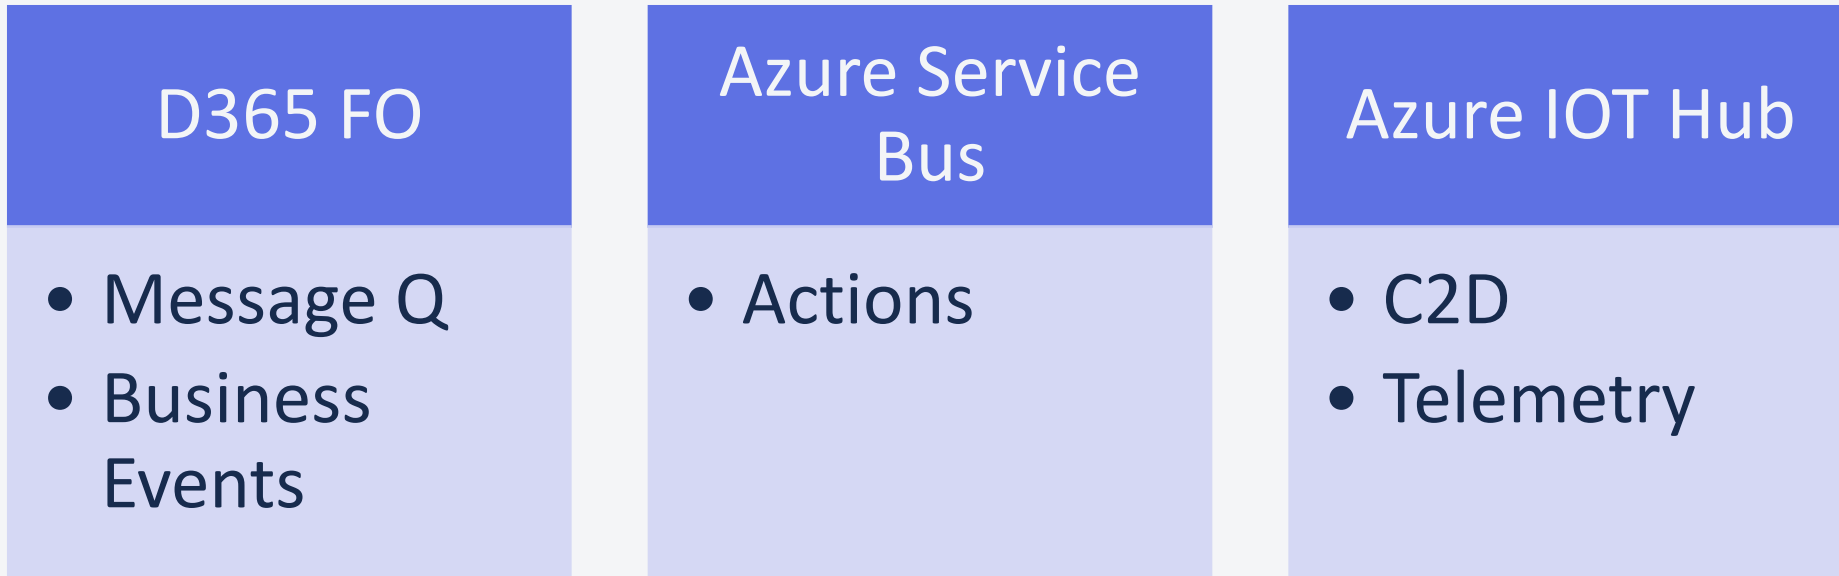 D365 FO
• Message Q
• Business
Events
Azure Service
Bus
• Actions
Azure IOT Hub
• C2D
• Telemetry